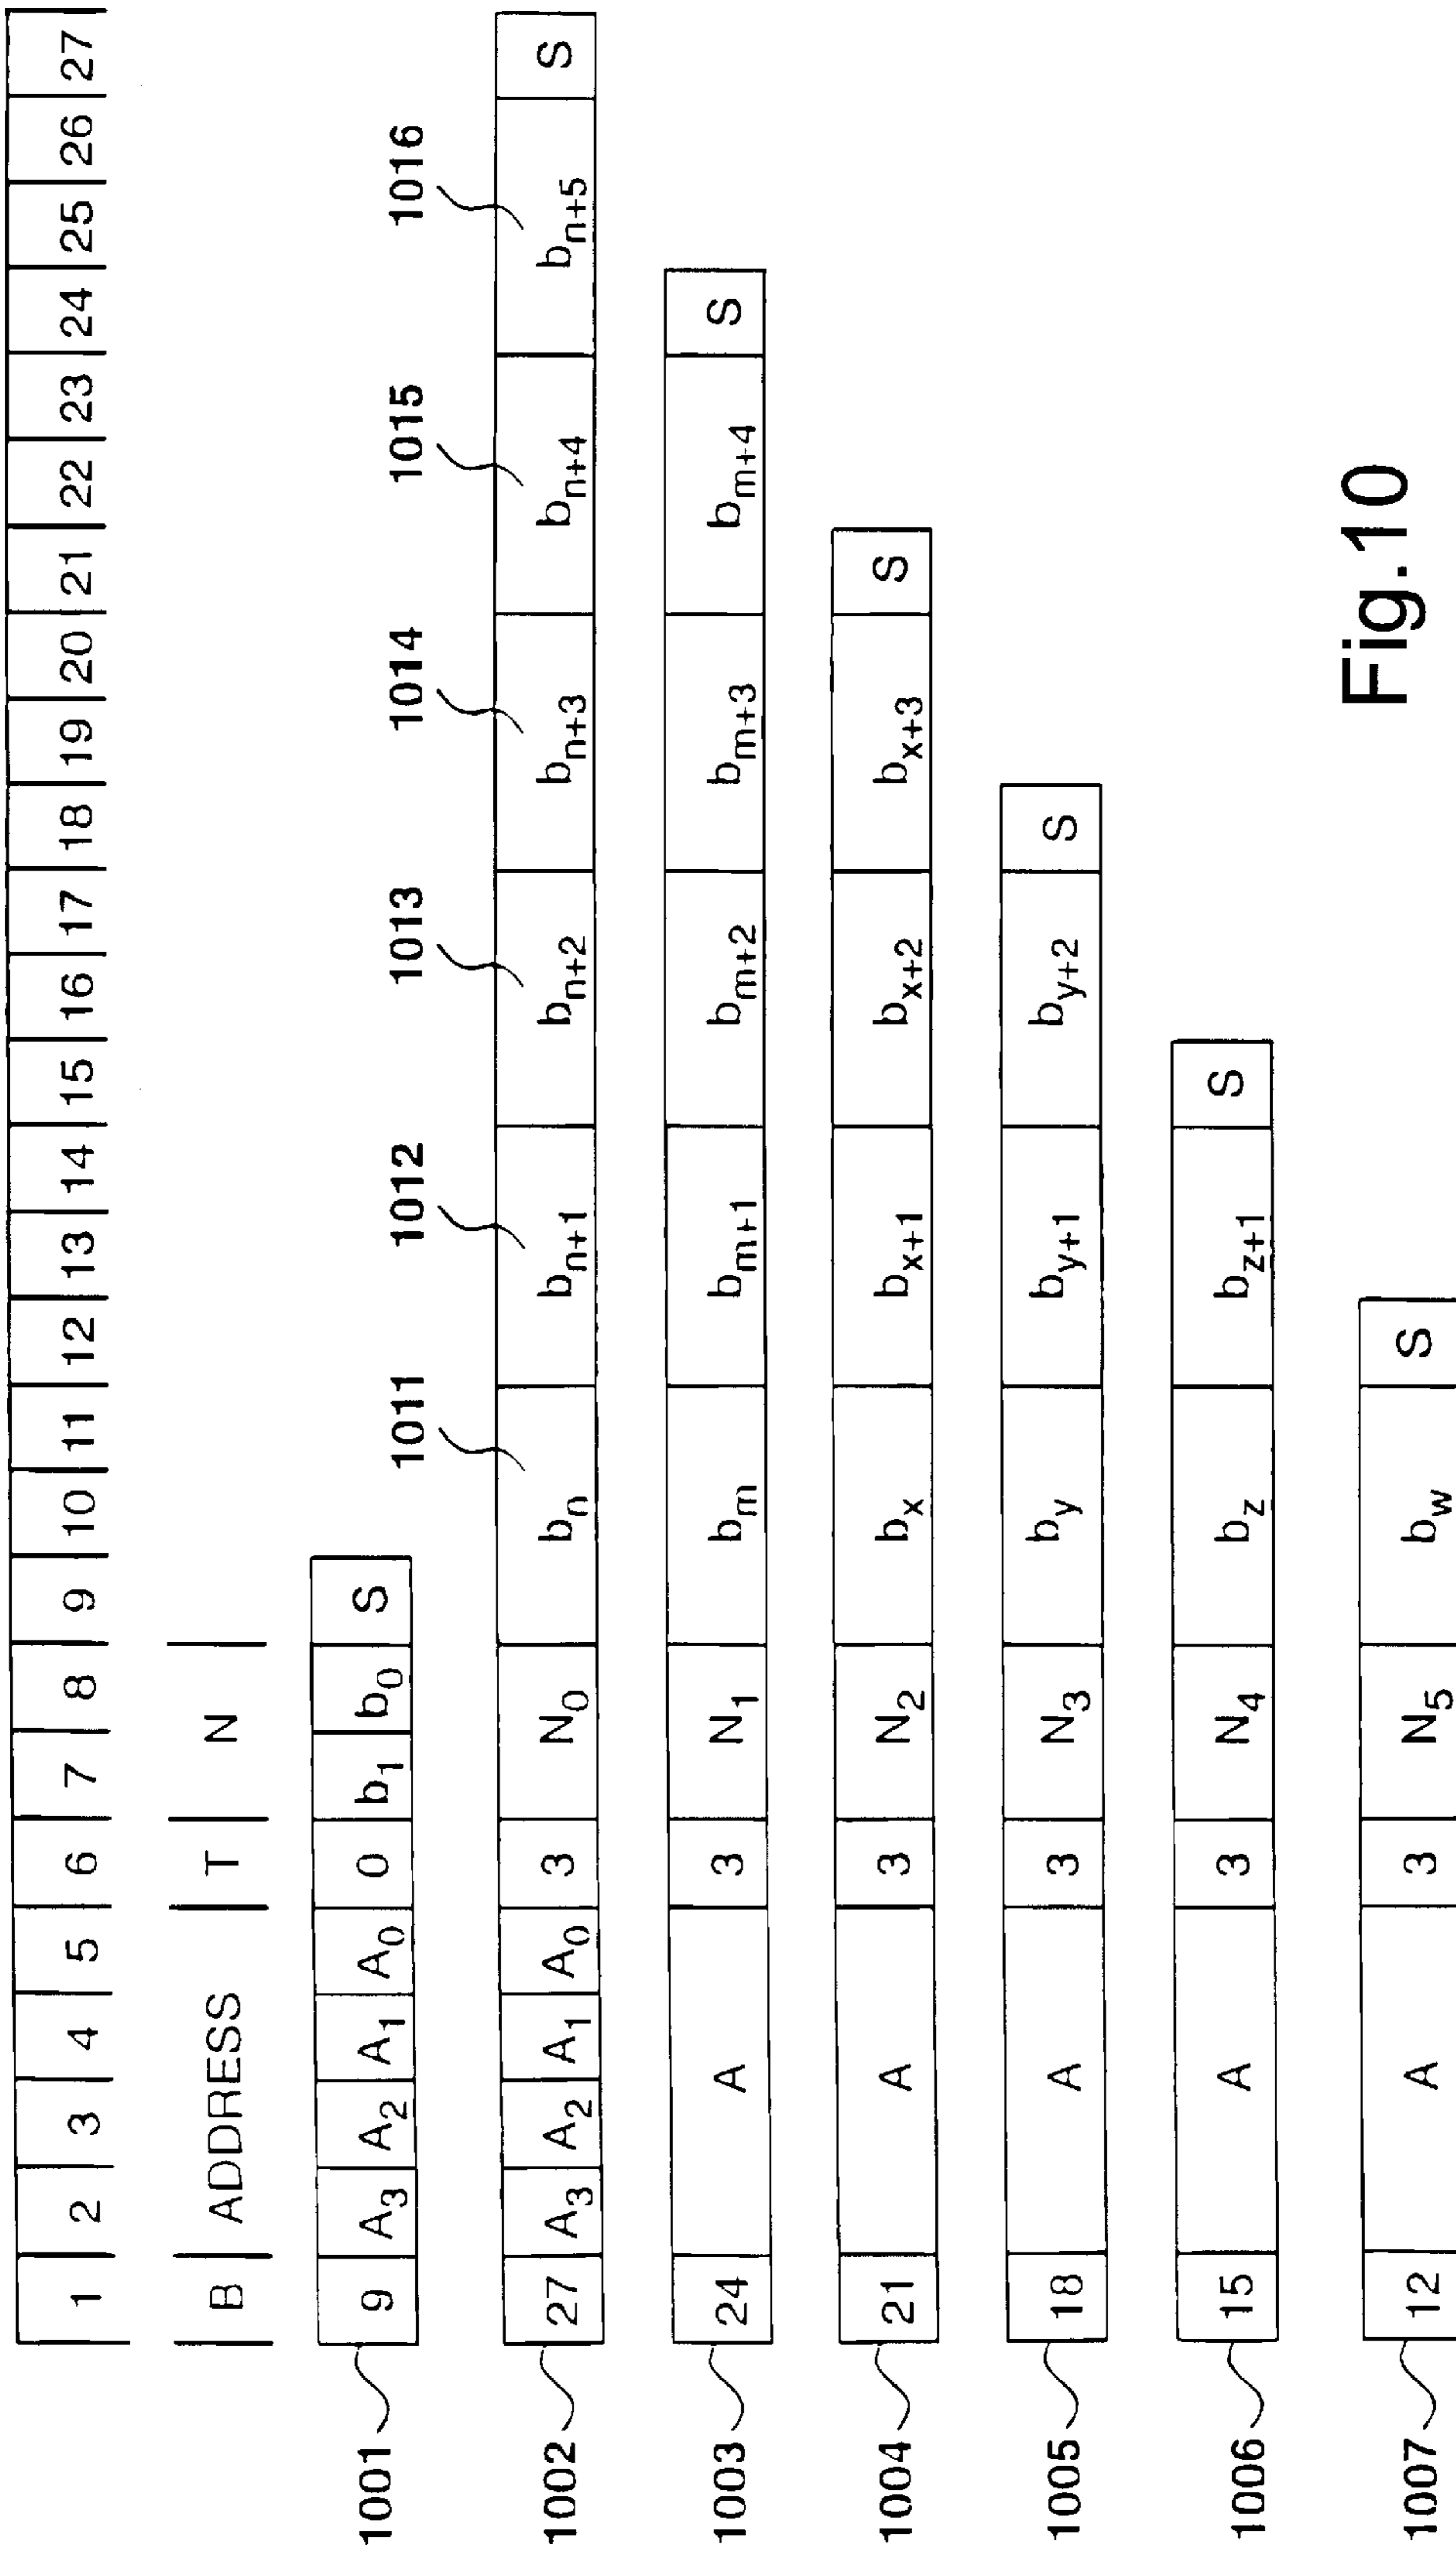 1 2 3 4 5 6 7 8 9 10 11 12 13 14 15 16 17 18 19 20 21 22 23 24 25 26 27
B ADDRESS T N
1001 9 A3 A2 A1 A0 0 b1 b0 S
1011 1012 1013 1014 1015 1016
1002 27 A3 A2 A1 A0 3 N0 bn bn+1 bn+2 bn+3 bn+4 bn+5 S
1003 24 A 3 N1 bm bm+1 bm+2 bm+3 bm+4 S
1004 21 A 3 N2 bx bx+1 bx+2 bx+3 S
1005 18 A 3 N3 by by+1 by+2 S
1006 15 A 3 N4 bz bz+1 S
1007 12 A 3 N5 bw S
Fig.10